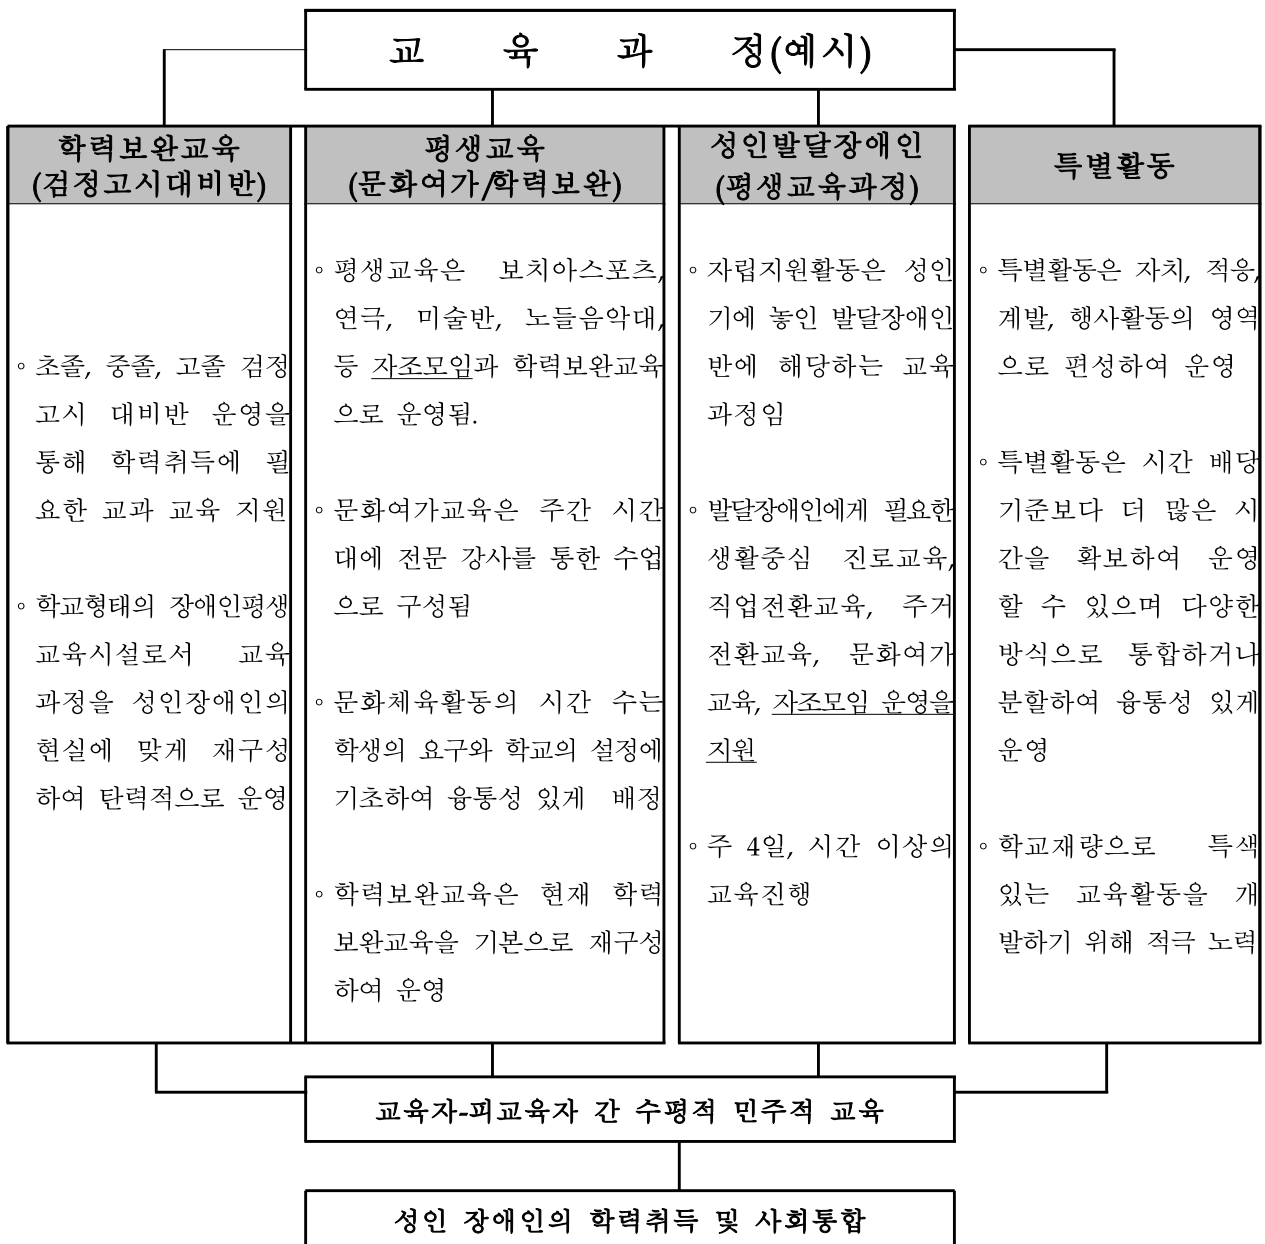 교 육 과 정(예시)
학력보완교육
(검정고시대비반)
◦ 초졸, 중졸, 고졸 검정
고시 대비반 운영을
통해 학력취득에 필
요한 교과 교육 지원
◦ 학교형태의 장애인평생
교육시설로서 교육
과정을 성인장애인의
현실에 맞게 재구성
하여 탄력적으로 운영
평생교육
(문화여가/학력보완)
◦ 평생교육은 보치아스포츠,
연극, 미술반, 노들음악대,
등 자조모임과 학력보완교육
으로 운영됨.
◦ 문화여가교육은 주간 시간
대에 전문 강사를 통한 수업
으로 구성됨
◦ 문화체육활동의 시간 수는
학생의 요구와 학교의 설정에
기초하여 융통성 있게 배정
◦ 학력보완교육은 현재 학력
보완교육을 기본으로 재구성
하여 운영
성인발달장애인
(평생교육과정)
◦ 자립지원활동은 성인
기에 놓인 발달장애인
반에 해당하는 교육
과정임
◦ 발달장애인에게 필요한
생활중심 진로교육,
직업전환교육, 주거
전환교육, 문화여가
교육, 자조모임 운영을
지원
◦ 주 4일, 시간 이상의
교육진행
특별활동
◦ 특별활동은 자치, 적응,
계발, 행사활동의 영역
으로 편성하여 운영
◦ 특별활동은 시간 배당
기준보다 더 많은 시
간을 확보하여 운영
할 수 있으며 다양한
방식으로 통합하거나
분할하여 융통성 있게
운영
◦ 학교재량으로 특색
있는 교육활동을 개
발하기 위해 적극 노력
교육자-피교육자 간 수평적 민주적 교육
성인 장애인의 학력취득 및 사회통합